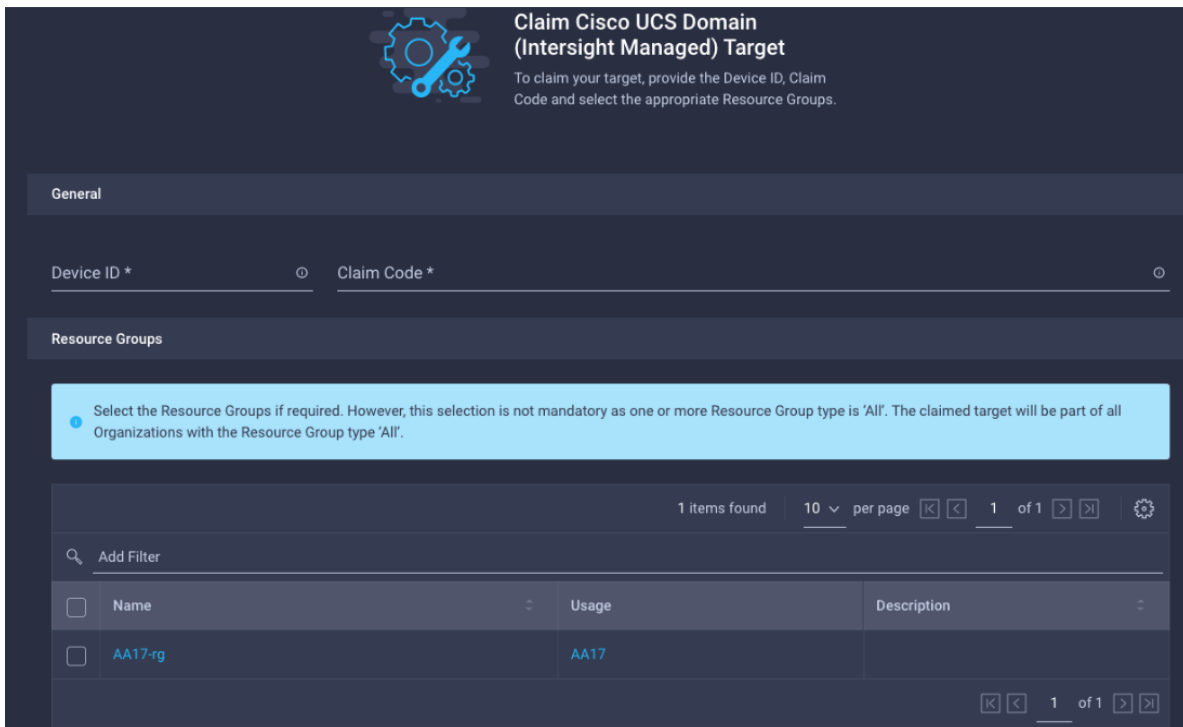 Claim Cisco UCS Domain
(Intersight Managed) Target
To claim your target, provide the Device ID, Claim
Code and select the appropriate Resource Groups.
General
Device ID * Claim Code *
Resource Groups
Select the Resource Groups if required. However, this selection is not mandatory as one or more Resource Group type is ‘All’. The claimed target will be part of all
Organizations with the Resource Group type ‘All’.
1 items found 10 per page 1 of 1
Add Filter
Name Usage Description
AA17-rg AA17
1 of 1